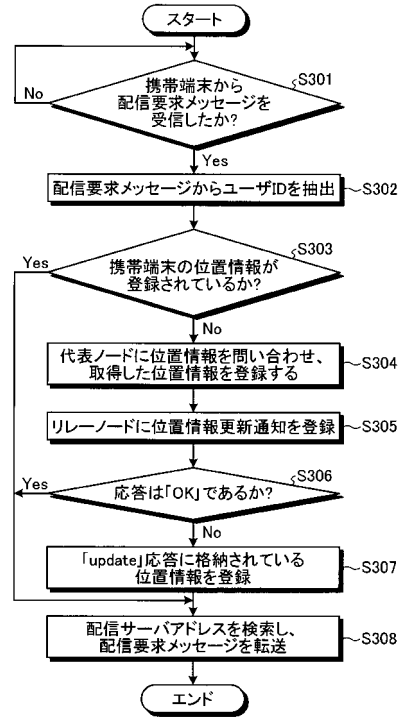 スタート
携帯端末から
配信要求メッセージを
受信したか?
S301
No
Yes
配信要求メッセージからユーザIDを抽出
S302
携帯端末の位置情報が
登録されているか?
S303
Yes
No
代表ノードに位置情報を問い合わせ、
取得した位置情報を登録する
S304
リレーノードに位置情報更新通知を登録
S305
応答は「OK」であるか?
S306
Yes
No
「update」応答に格納されている
位置情報を登録
S307
配信サーバアドレスを検索し、
配信要求メッセージを転送
S308
エンド